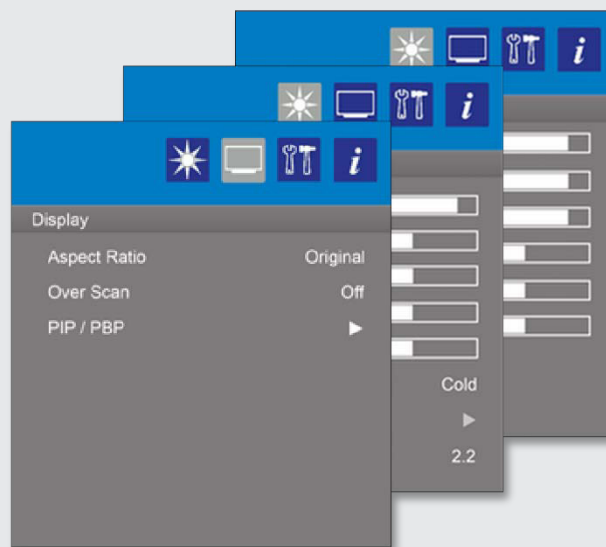 Display
Aspect Ratio Original
Over Scan Off
PIP / PBP
Cold
2.2